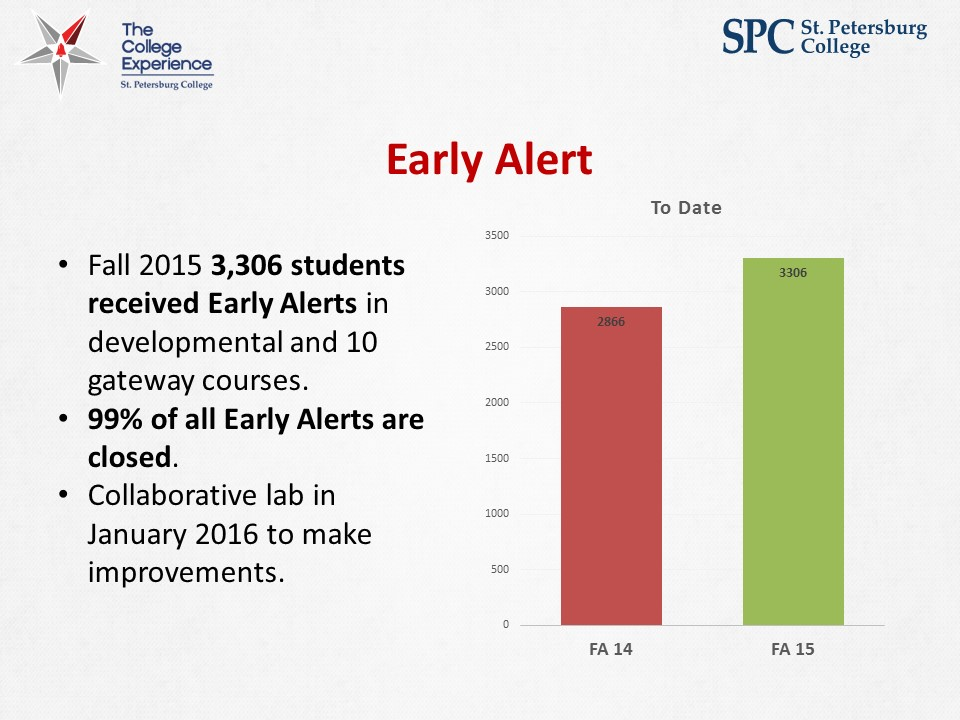 The
College
Experience
St. Petersburg College
SPC St. Petersburg
College
Early Alert
• Fall 2015 3,306 students
received Early Alerts in
developmental and 10
gateway courses.
• 99% of all Early Alerts are
closed.
• Collaborative lab in
January 2016 to make
improvements.
To Date
3500
3000
2500
2000
1500
1000
500
0
2866
3306
FA 14
FA 15